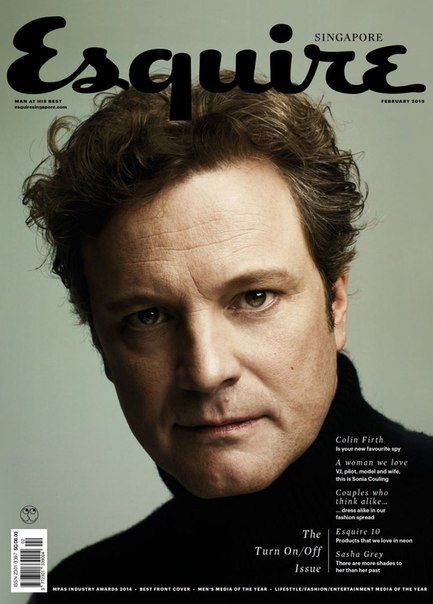 Esquire
SINGAPORE
MAN AT HIS BEST
esquiresingapore.com
FEBRUARY 2015
Colin Firth
Is your new favourite spy
A woman we love
VJ, pilot, model and wife,
this is Sonia Couling
Couples who
think alike...
... dress alike in our
fashion spread
The
Turn On/Off
Issue
Esquire 10
Products that we love in neon
Sasha Grey
There are more shades to
her than her past
MPAS INDUSTRY AWARDS 2014 - BEST FRONT COVER - MEN'S MEDIA OF THE YEAR - LIFESTYLE/FASHION/ENTERTAINMENT MEDIA OF THE YEAR